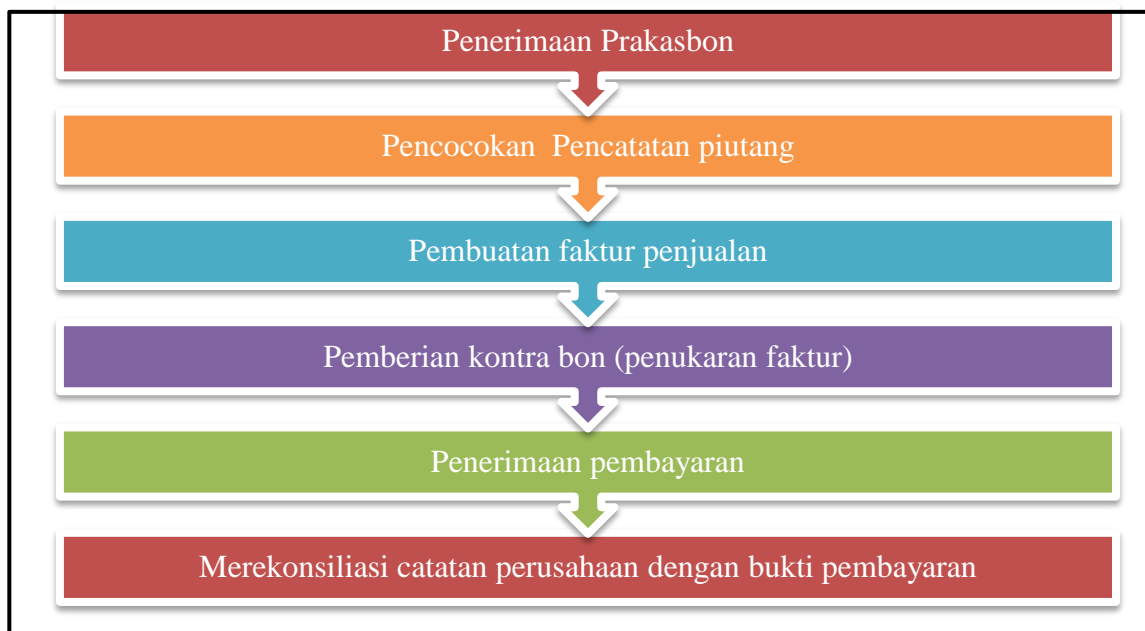 Penerimaan Prakasbon
Pencocokan  Pencatatan piutang
Pembuatan faktur penjualan
Pemberian kontra bon (penukaran faktur)
Penerimaan pembayaran
Merekonsiliasi catatan perusahaan dengan bukti pembayaran